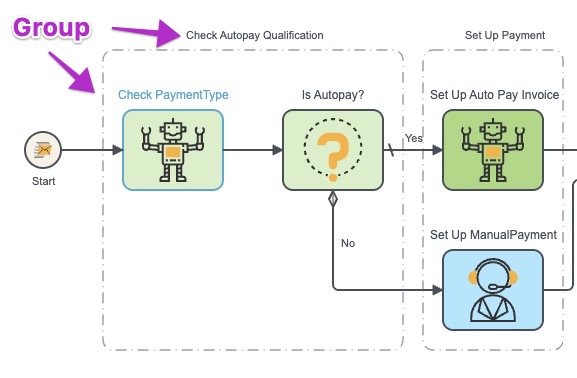 Group
Check Autopay Qualification
Set Up Payment
Check PaymentType
Is Autopay?
Set Up Auto Pay Invoice
Yes
Start
Set Up ManualPayment
No